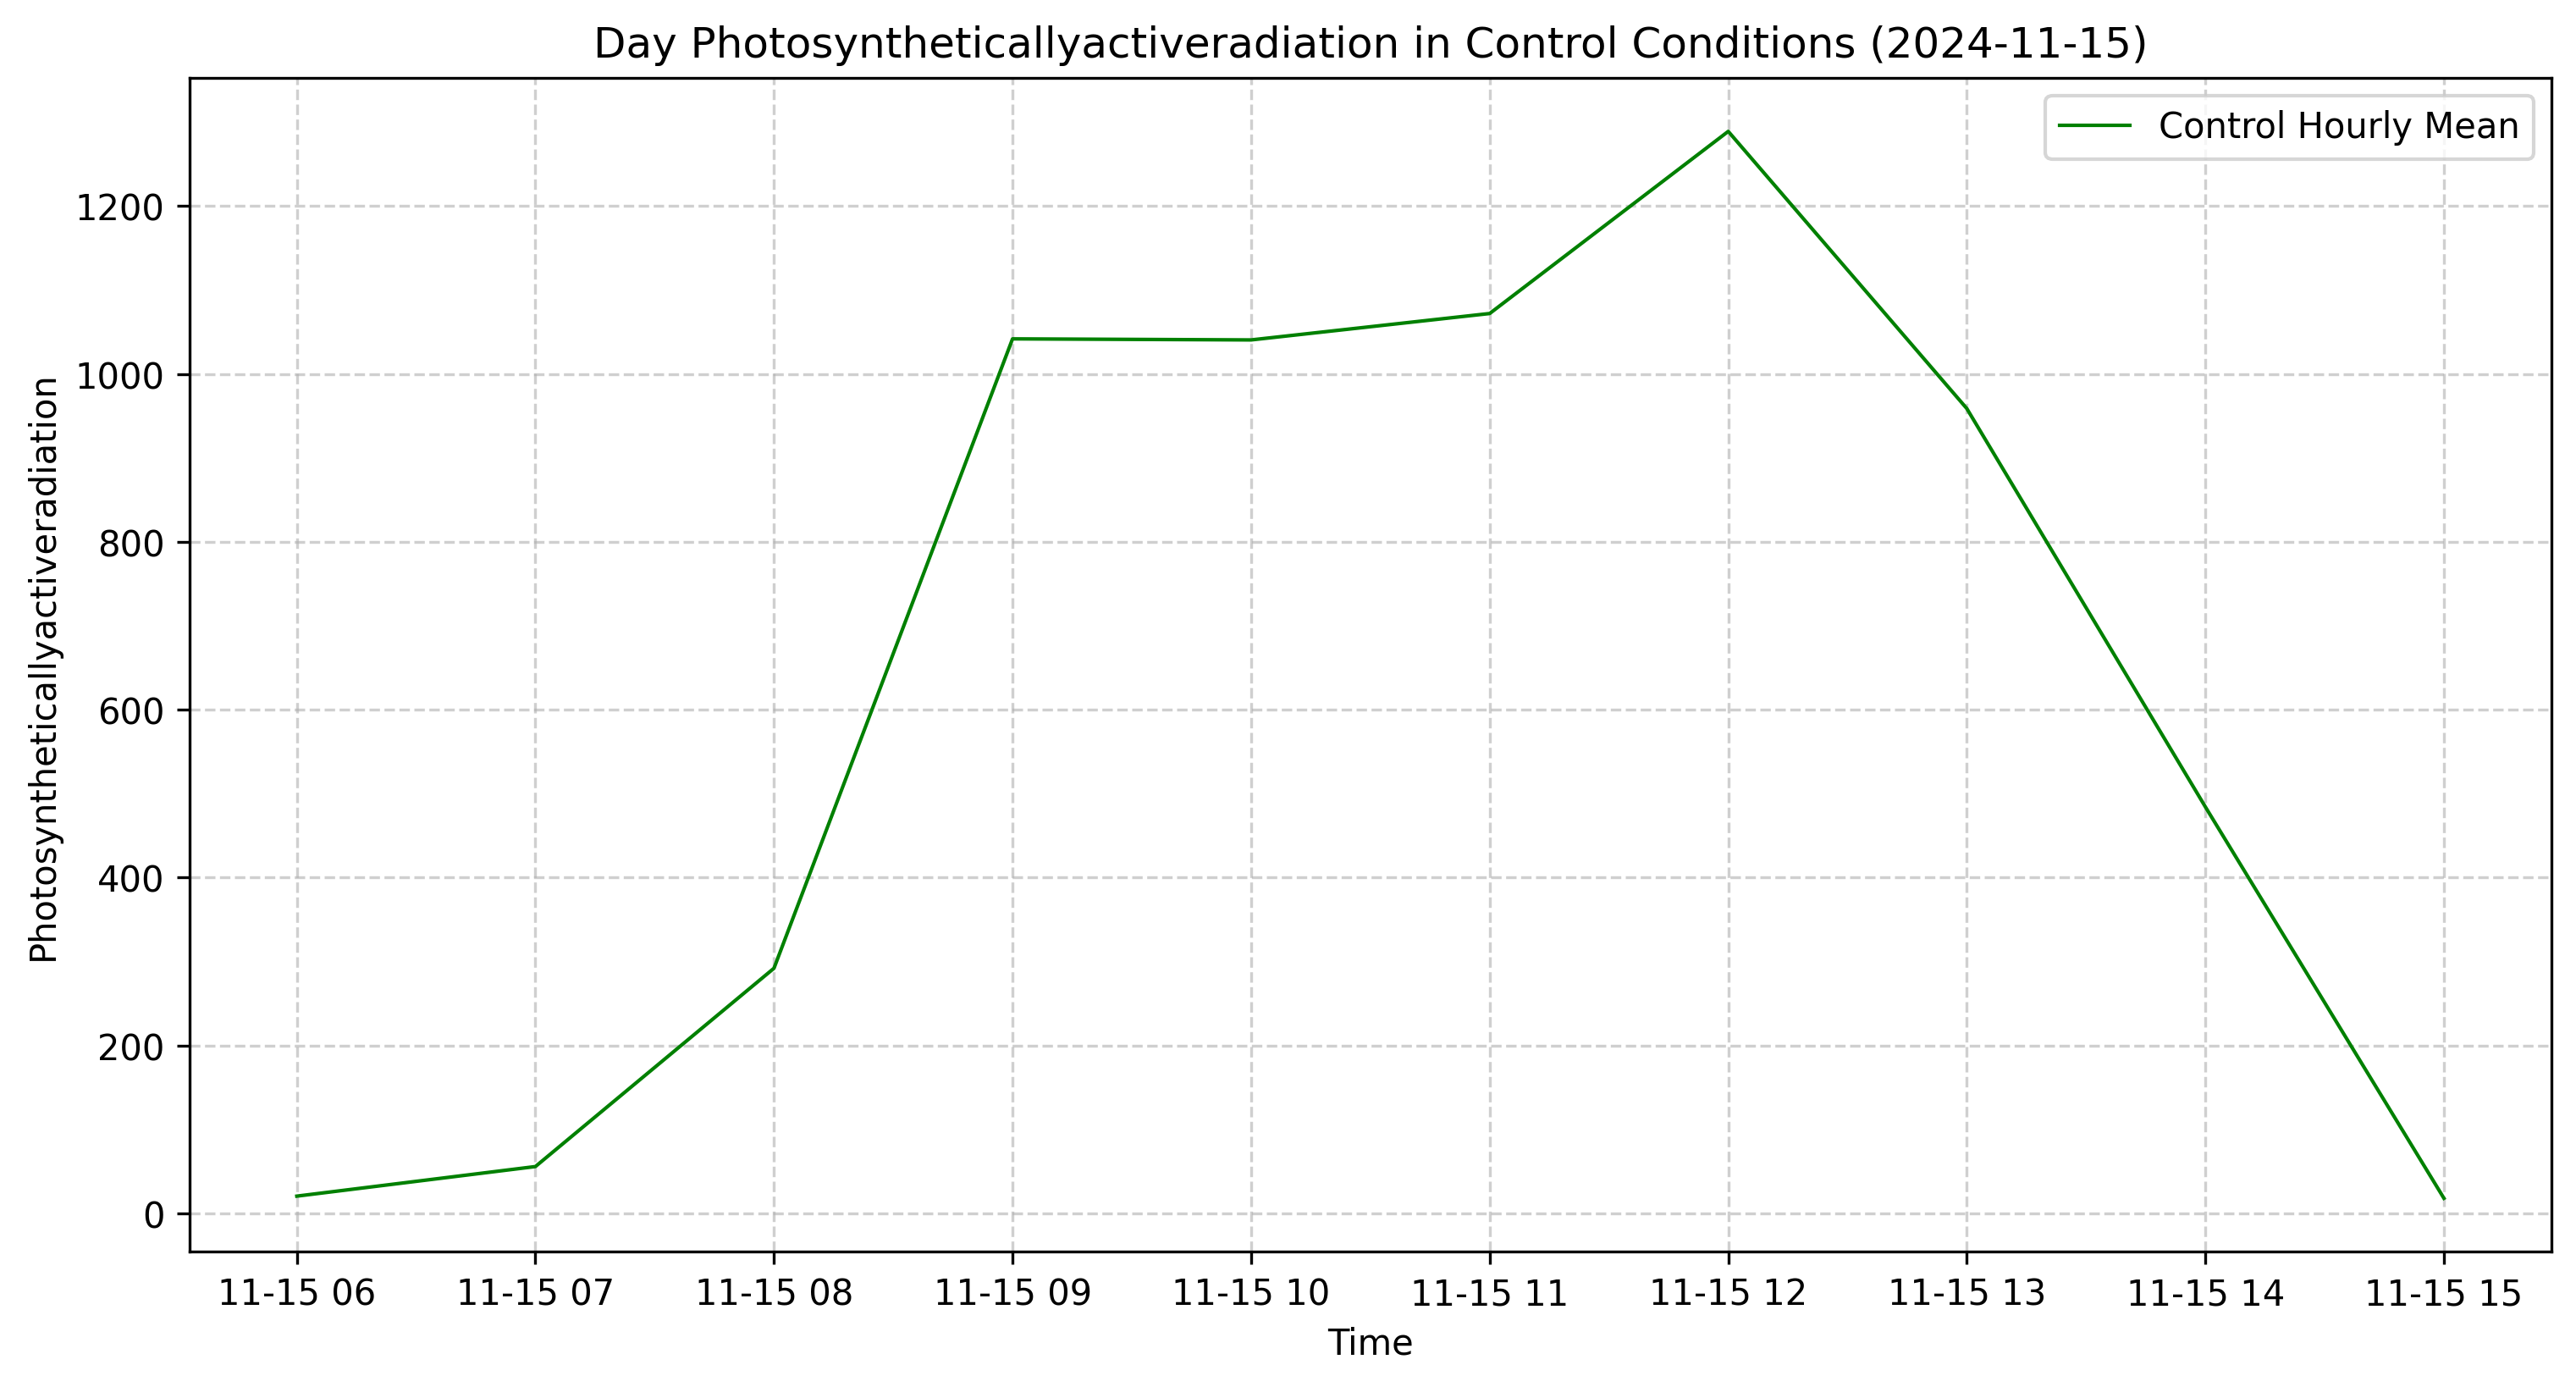 Day Photosyntheticallyactiveradiation in Control Conditions (2024-11-15)
Control Hourly Mean
Photosyntheticallyactiveradiation
1200
1000
800
600
400
200
0
11-15 06 11-15 07 11-15 08 11-15 09 11-15 10 11-15 11 11-15 12 11-15 13 11-15 14 11-15 15
Time